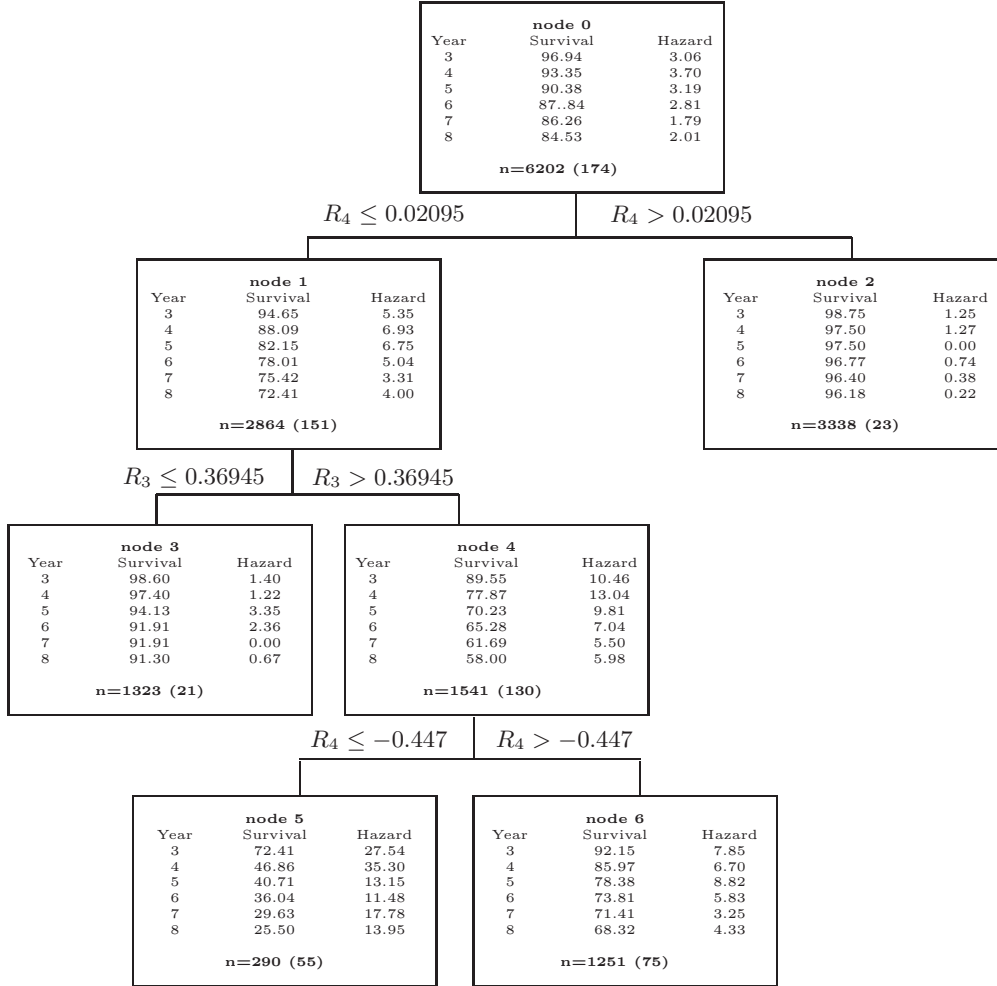 node 0
Year Survival Hazard
3 96.94 3.06
4 93.35 3.70
5 90.38 3.19
6 87..84 2.81
7 86.26 1.79
8 84.53 2.01
n=6202 (174)
R4 ≤ 0.02095 R4 > 0.02095
node 1
Year Survival Hazard
3 94.65 5.35
4 88.09 6.93
5 82.15 6.75
6 78.01 5.04
7 75.42 3.31
8 72.41 4.00
n=2864 (151)
node 2
Year Survival Hazard
3 98.75 1.25
4 97.50 1.27
5 97.50 0.00
6 96.77 0.74
7 96.40 0.38
8 96.18 0.22
n=3338 (23)
R3 ≤ 0.36945 R3 > 0.36945
node 3
Year Survival Hazard
3 98.60 1.40
4 97.40 1.22
5 94.13 3.35
6 91.91 2.36
7 91.91 0.00
8 91.30 0.67
n=1323 (21)
node 4
Year Survival Hazard
3 89.55 10.46
4 77.87 13.04
5 70.23 9.81
6 65.28 7.04
7 61.69 5.50
8 58.00 5.98
n=1541 (130)
R4 ≤ −0.447 R4 > −0.447
node 5
Year Survival Hazard
3 72.41 27.54
4 46.86 35.30
5 40.71 13.15
6 36.04 11.48
7 29.63 17.78
8 25.50 13.95
n=290 (55)
node 6
Year Survival Hazard
3 92.15 7.85
4 85.97 6.70
5 78.38 8.82
6 73.81 5.83
7 71.41 3.25
8 68.32 4.33
n=1251 (75)